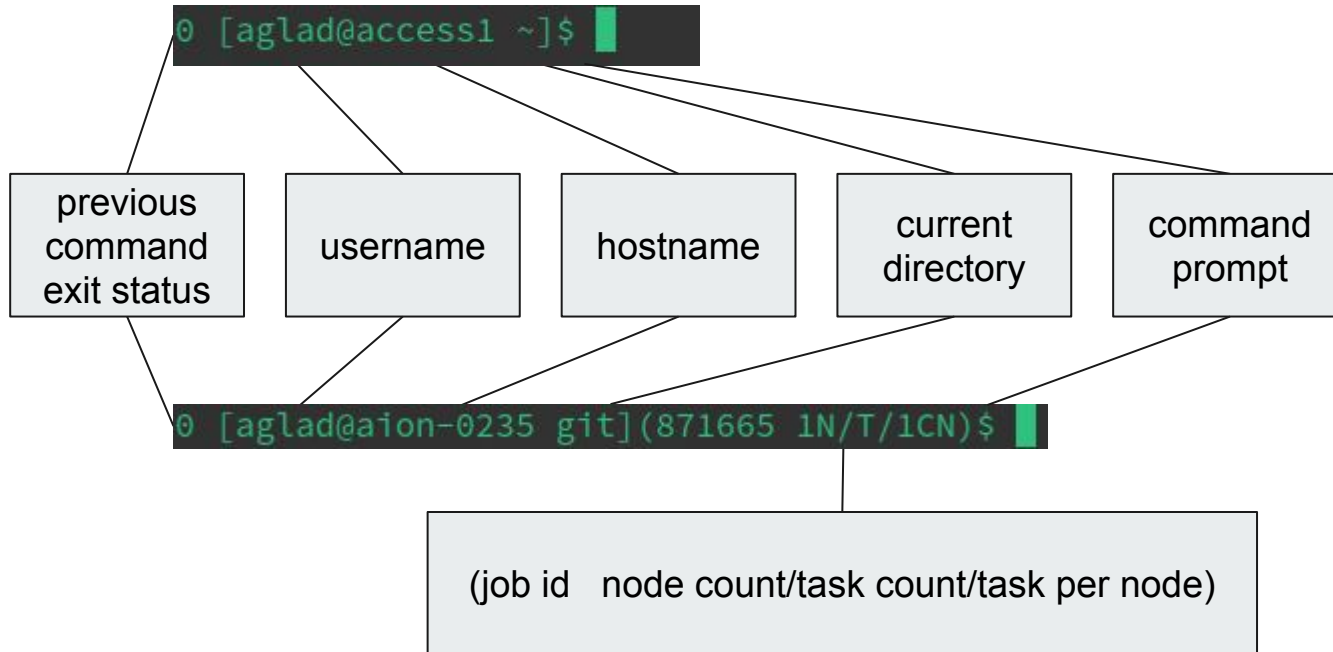 0 [aglad@access1 ~]$
previous
command
exit status
username
hostname
current
directory
command
prompt
0 [aglad@aion-0235 git](871665 1N/T/1CN)$
(job id   node count/task count/task per node)